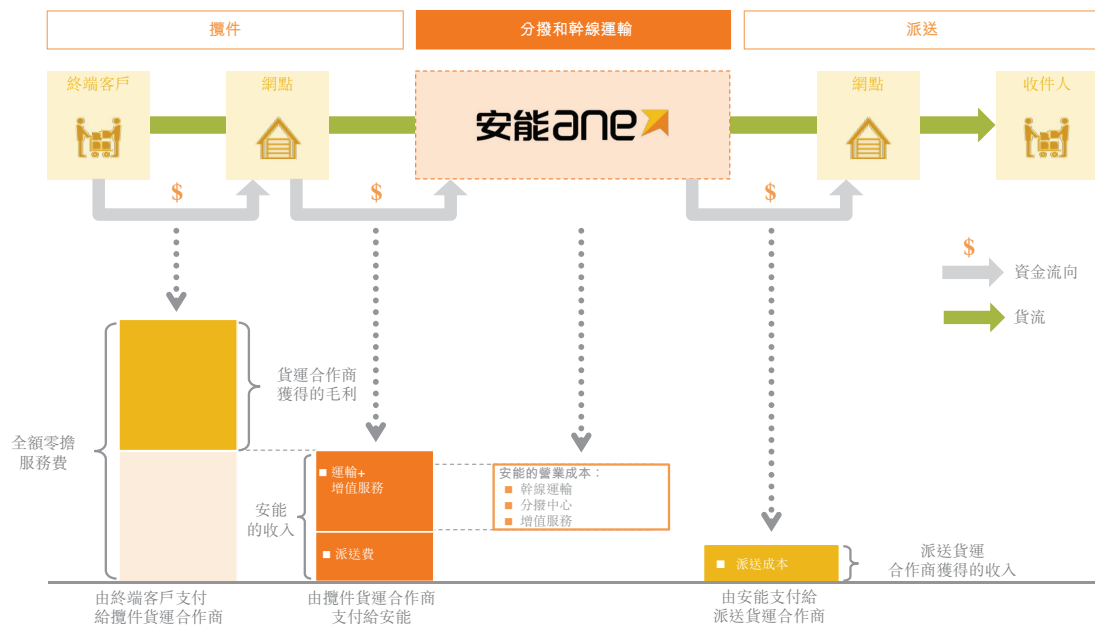 攬件
分撥和幹線運輸
派送
終端客戶
網點
安能ane
網點
收件人
$
$
$
$
資金流向
貨流
貨運合作商
獲得的毛利
全額零擔
服務費
安能
的收入
運輸+
增值服務
派送費
安能的營業成本：
幹線運輸
分撥中心
增值服務
派送成本
派送貨運
合作商獲得的收入
由終端客戶支付
給攬件貨運合作商
由攬件貨運合作商
支付給安能
由安能支付給
派送貨運合作商